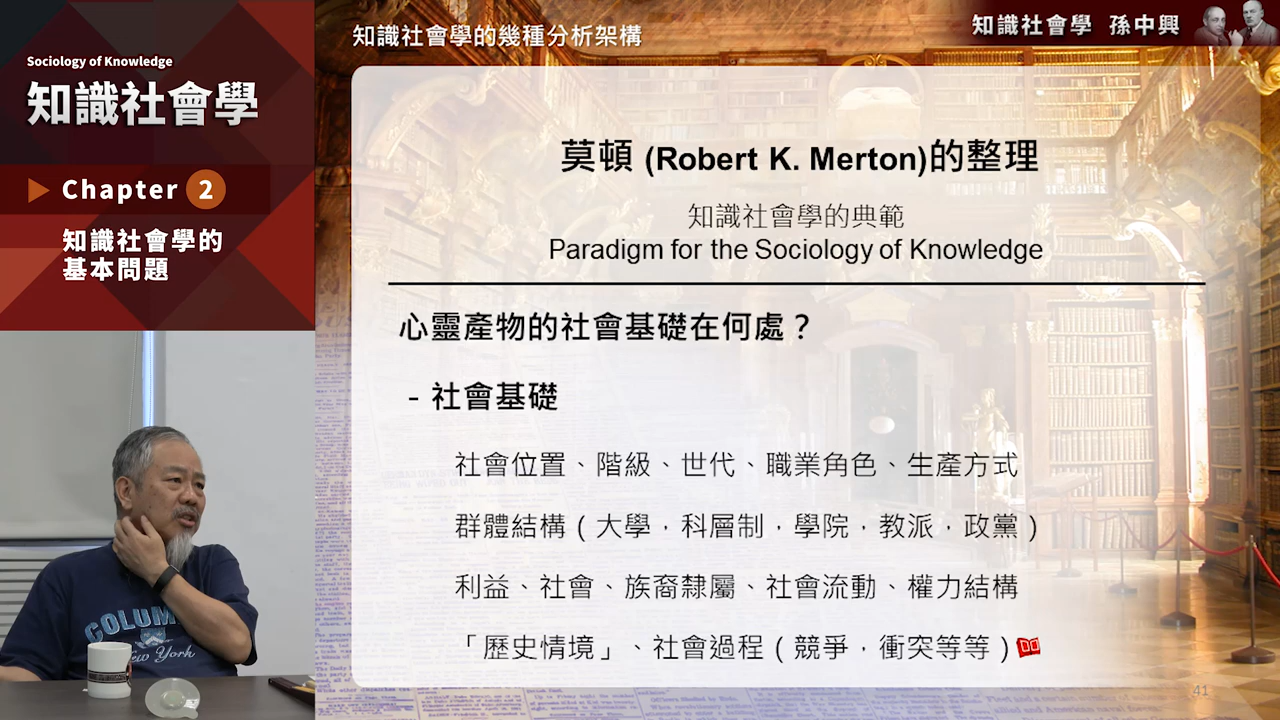 Sociology of Knowledge
知識社會學
Chapter 2
知識社會學的
基本問題
知識社會學的幾種分析架構
知識社會學 孫中興
莫頓 (Robert K. Merton)的整理
知識社會學的典範
Paradigm for the Sociology of Knowledge
心靈產物的社會基礎在何處？
- 社會基礎
社會位置、階級、世代、職業角色、生產方式
群體結構（大學，科層制，學院，教派，政黨）
利益、社會、族裔隸屬 社會流動、權力結構
「歷史情境」、社會過程（競爭，衝突等等）
41
New York